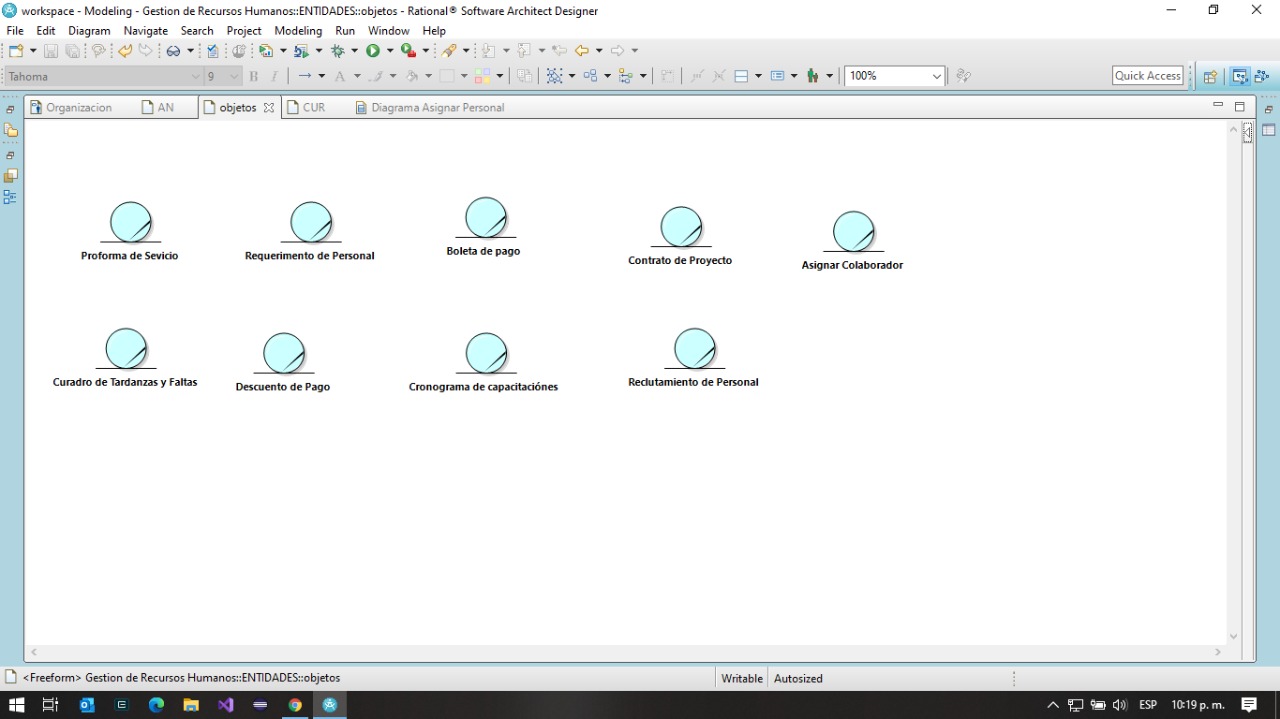 workspace - Modeling - Gestion de Recursos Humanos::ENTIDADES::objetos - Rational® Software Architect Designer
File Edit Diagram Navigate Search Project Modeling Run Window Help
Tahoma 9 B I A 100% Quick Access
Organizacion AN objetos CUR Diagrama Asignar Personal
Proforma de Sevicio
Requerimento de Personal
Boleta de pago
Contrato de Proyecto
Asignar Colaborador
Curadro de Tardanzas y Faltas
Descuento de Pago
Cronograma de capacitaciónes
Reclutamiento de Personal
<Freeform> Gestion de Recursos Humanos::ENTIDADES::objetos Writable Autosized
ESP 10:19 p. m.